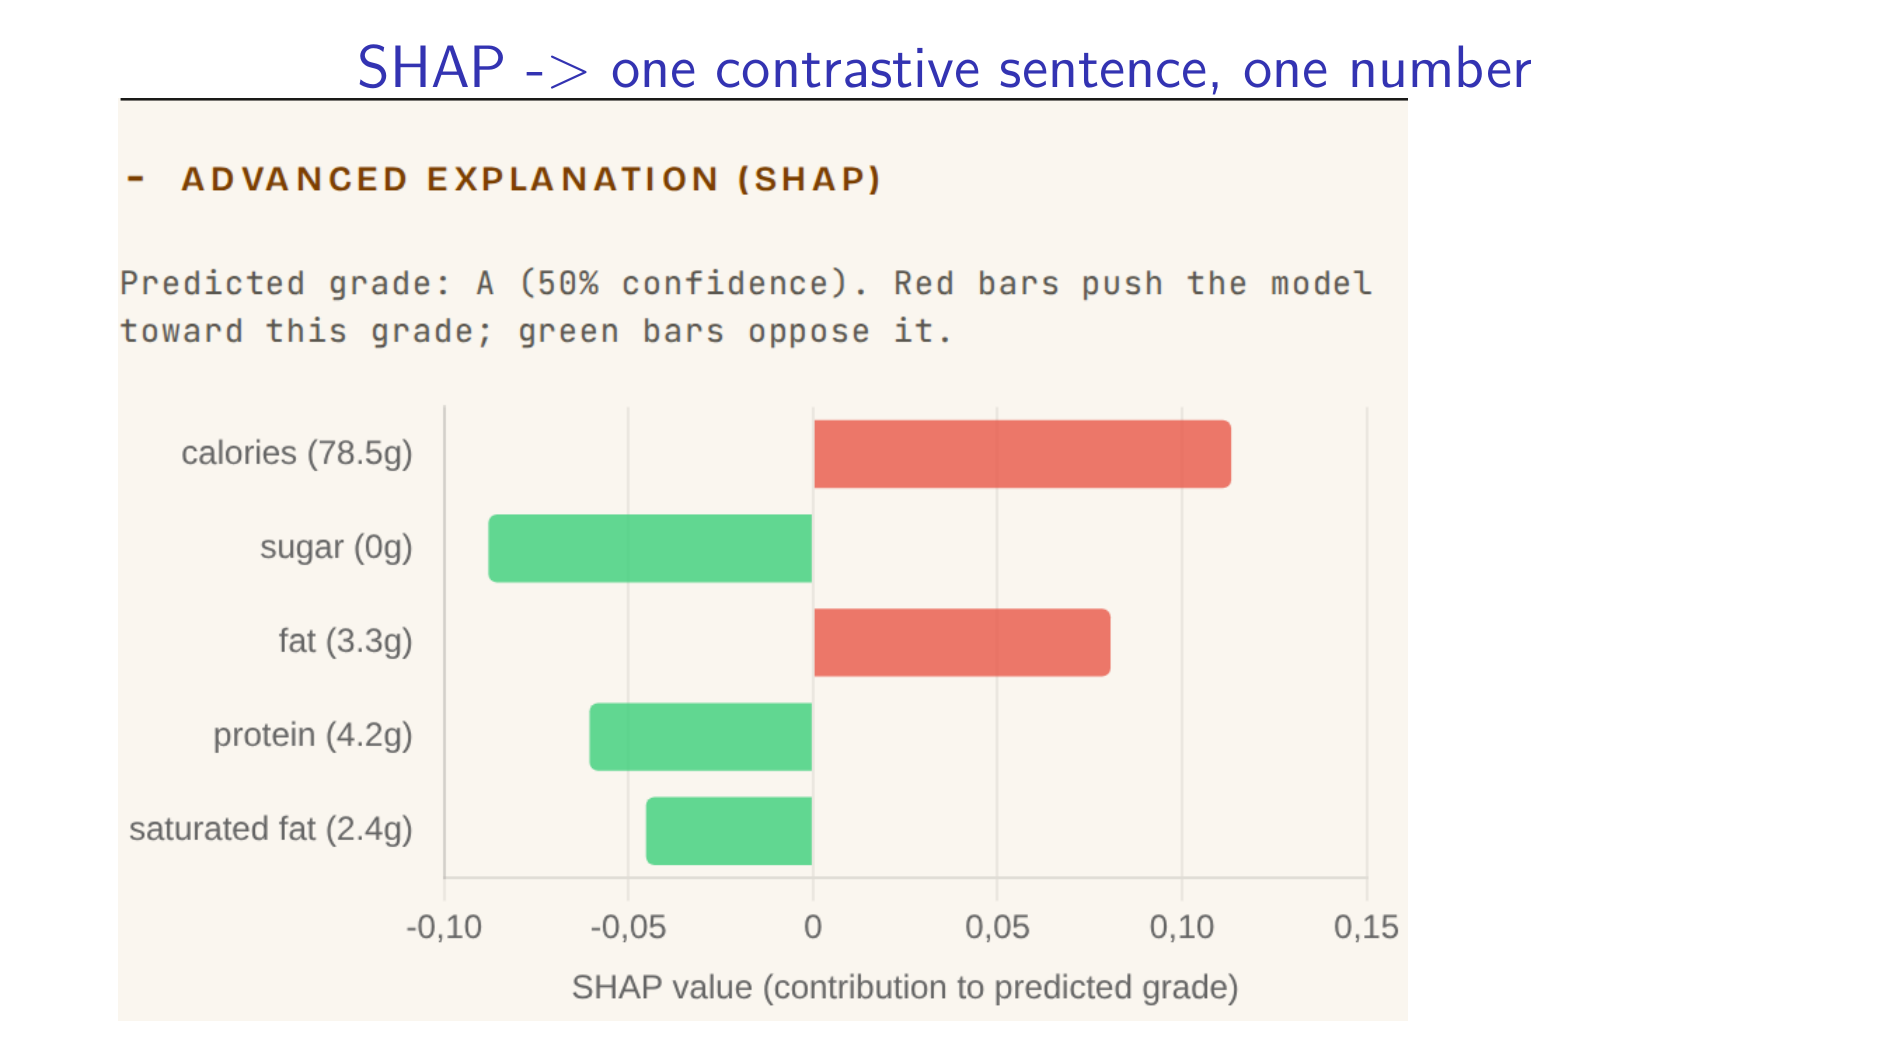 SHAP -> one contrastive sentence, one number
- ADVANCED EXPLANATION (SHAP)
Predicted grade: A (50% confidence). Red bars push the model
toward this grade; green bars oppose it.
calories (78.5g)
sugar (0g)
fat (3.3g)
protein (4.2g)
saturated fat (2.4g)
-0,10 -0,05 0 0,05 0,10 0,15
SHAP value (contribution to predicted grade)